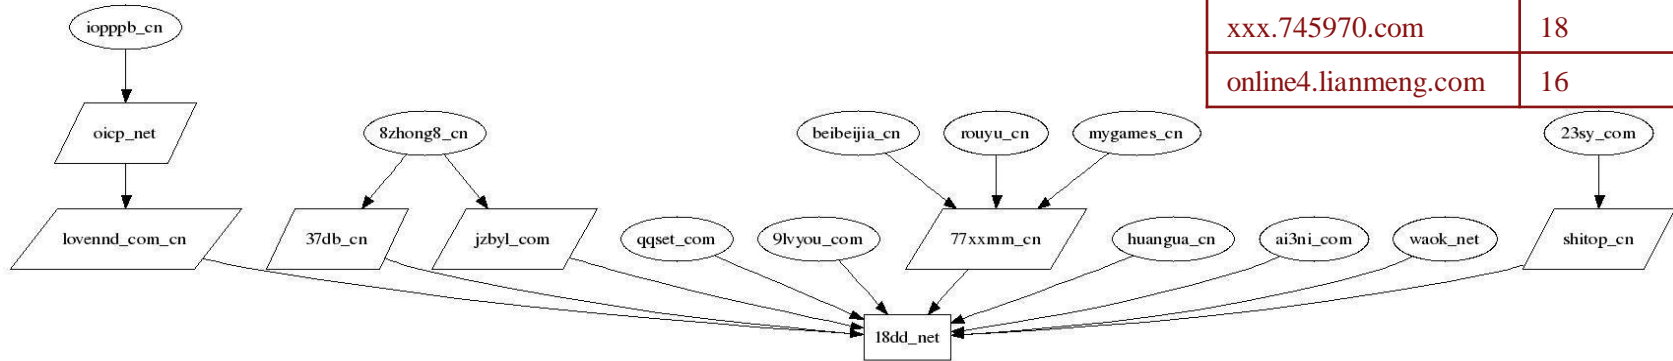 iopppb_cn
xxx.745970.com 18
online4.lianmeng.com 16
oicp_net
8zhong8_cn
beibeijia_cn
rouyu_cn
mygames_cn
23sy_com
lovennd_com_cn
37db_cn
jzbyl_com
qqset_com
9lvyou_com
77xxmm_cn
huangua_cn
ai3ni_com
waok_net
shitop_cn
18dd_net